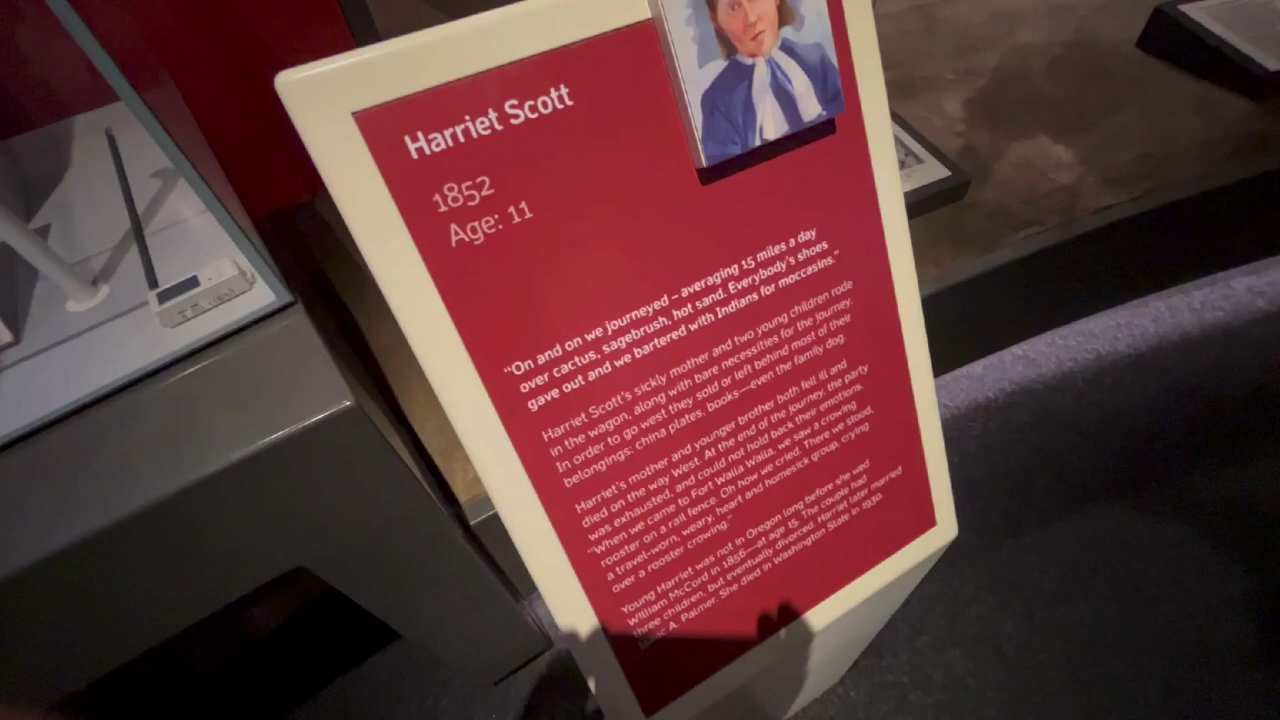 Harriet Scott
1852
Age: 11
“On and on we journeyed – averaging 15 miles a day
over cactus, sagebrush, hot sand. Everybody's shoes
gave out and we bartered with Indians for moccasins.”
Harriet Scott's sickly mother and two young children rode
in the wagon, along with bare necessities for the journey.
In order to go west they sold or left behind most of their
belongings: china plates, books—even the family dog.
Harriet's mother and younger brother both fell ill and
died on the way West. At the end of the journey, the party
was exhausted, and could not hold back their emotions.
“When we came to Fort Walla Walla, we saw a crowing
rooster on a rail fence. Oh how we cried. There we stood,
a travel-worn, weary, heart and homesick group, crying
over a rooster crowing.”
Young Harriet was not in Oregon long before she wed
William McCord in 1856—at age 15. The couple had
three children, but eventually divorced. Harriet later married
A. Palmer. She died in Washington State in 1930.